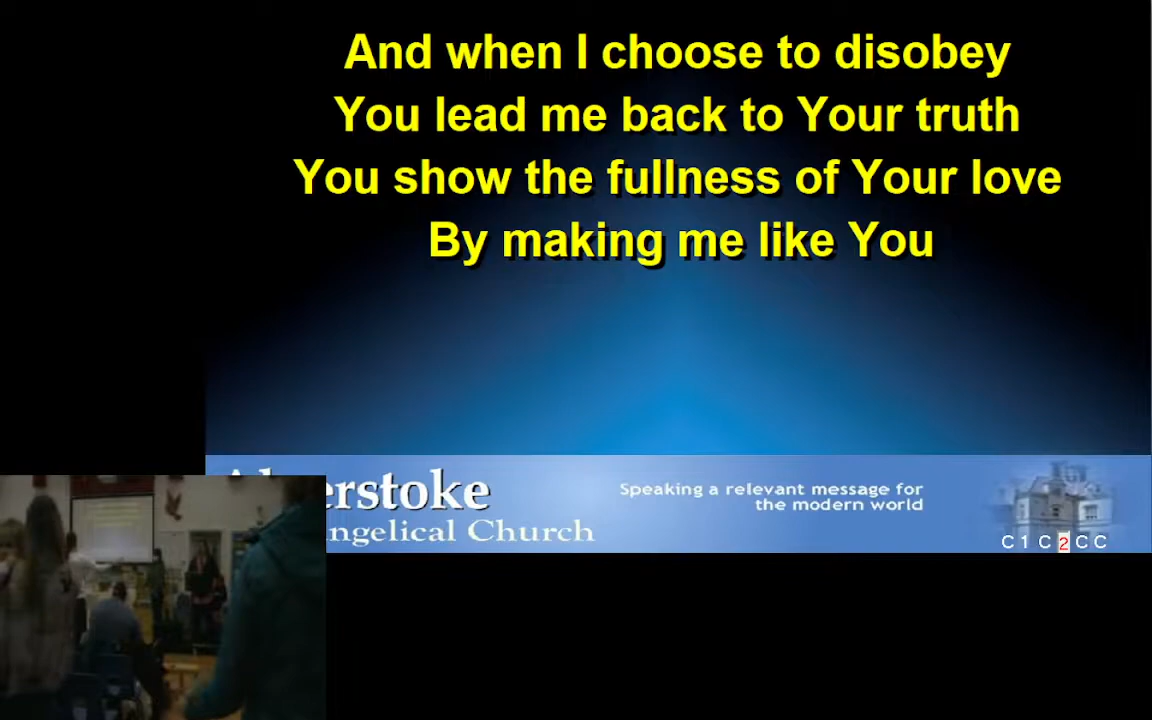 And when I choose to disobey
You lead me back to Your truth
You show the fullness of Your love
By making me like You
erstoke
ngelical Church
Speaking a relevant message for
the modern world
C 1 C 2 C C